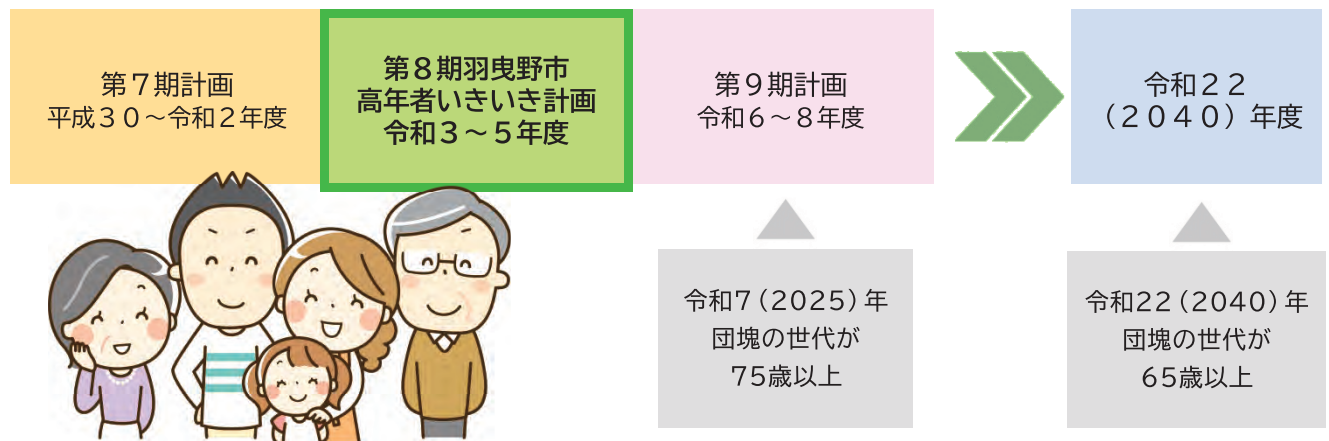 第７期計画
平成３０～令和２年度
第８期羽曳野市
高年者いきいき計画
令和３～５年度
第９期計画
令和６～８年度
令和２２
（２０４０）年度
令和7（2025）年
団塊の世代が
75歳以上
令和22（2040）年
団塊の世代が
65歳以上